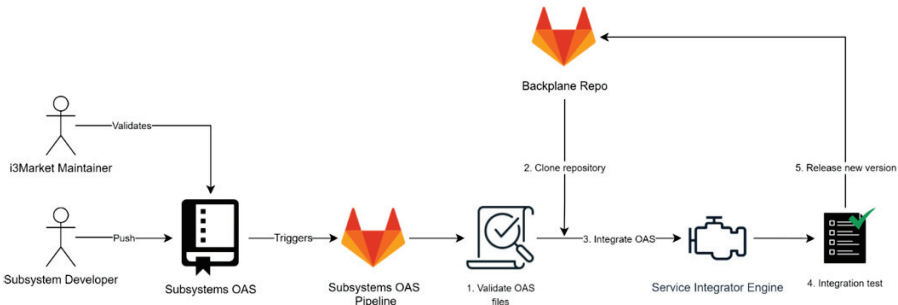 Backplane Repo
Validates
i3Market Maintainer
2. Clone repository
5. Release new version
Push
Triggers
3. Integrate OAS
Subsystem Developer
Subsystems OAS
Subsystems OAS
Pipeline
1. Validate OAS
files
Service Integrator Engine
4. Integration test